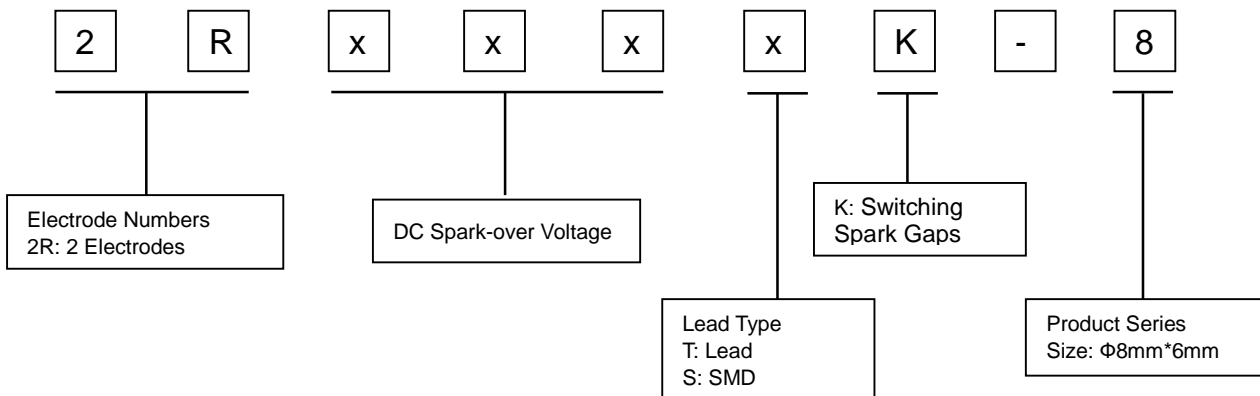 2 R x x x x K - 8
Electrode Numbers
2R: 2 Electrodes
DC Spark-over Voltage
K: Switching
Spark Gaps
Lead Type
T: Lead
S: SMD
Product Series
Size: Φ8mm*6mm